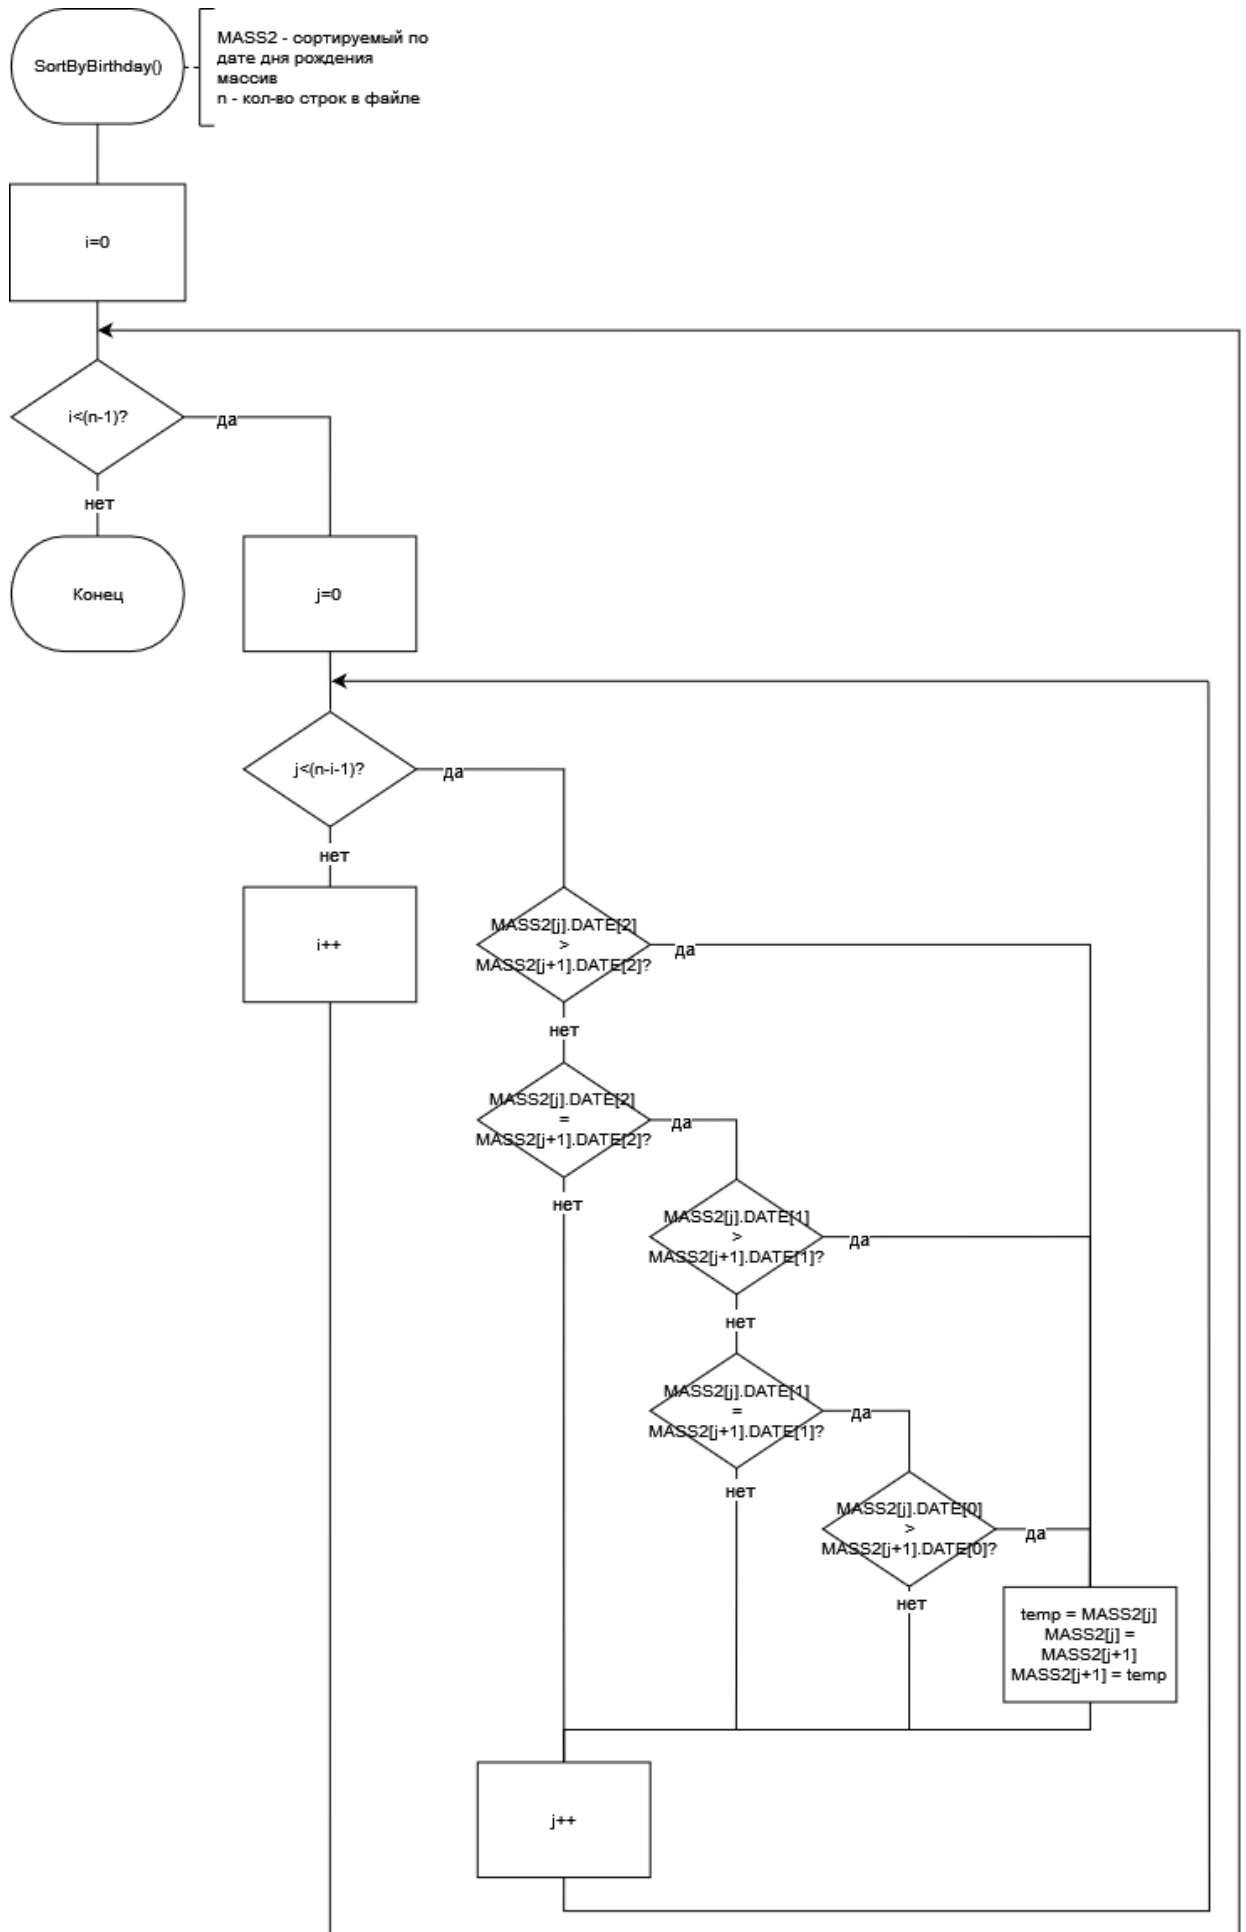 SortByBirthday()
MASS2 - сортируемый по
дате дня рождения
массив
n - кол-во строк в файле
i=0
i<(n-1)?
да
нет
Конец
j=0
j<(n-i-1)?
да
нет
i++
MASS2[j].DATE[2]
>
MASS2[j+1].DATE[2]?
да
нет
MASS2[j].DATE[2]
=
MASS2[j+1].DATE[2]?
да
нет
MASS2[j].DATE[1]
>
MASS2[j+1].DATE[1]?
да
нет
MASS2[j].DATE[1]
=
MASS2[j+1].DATE[1]?
да
нет
MASS2[j].DATE[0]
>
MASS2[j+1].DATE[0]?
да
нет
temp = MASS2[j]
MASS2[j] =
MASS2[j+1]
MASS2[j+1] = temp
j++